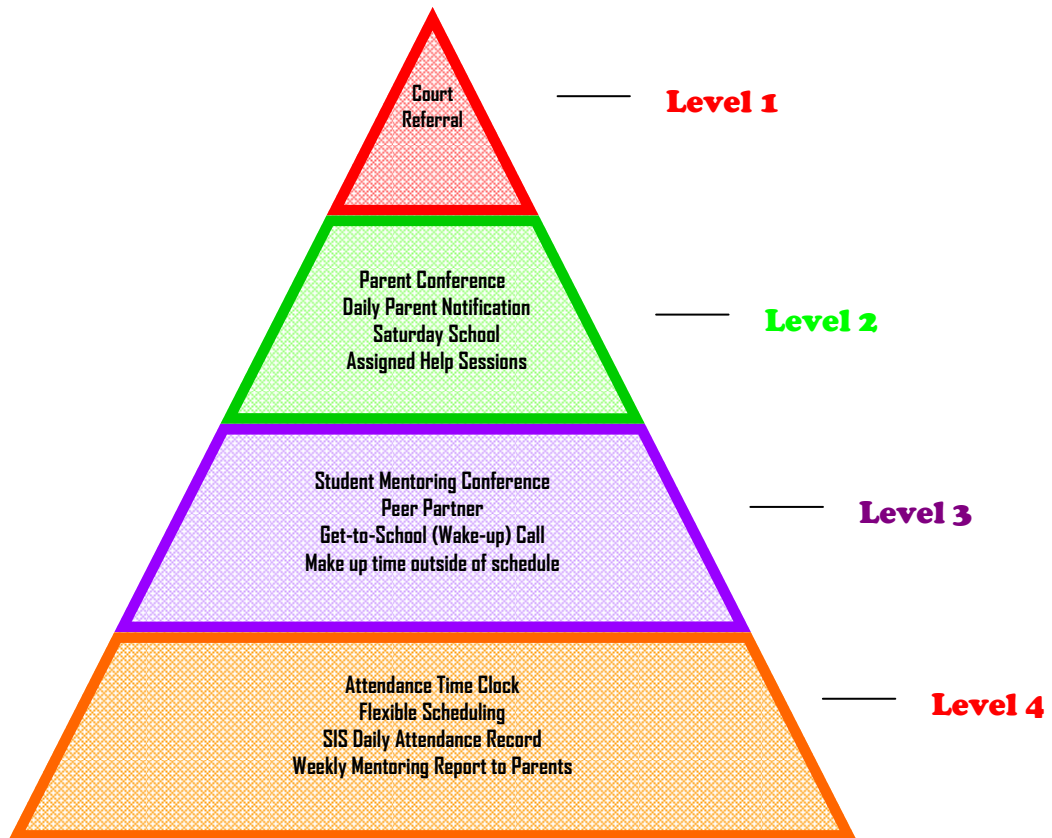 Court
Referral
Level 1
Parent Conference
Daily Parent Notification
Saturday School
Assigned Help Sessions
Level 2
Student Mentoring Conference
Peer Partner
Get-to-School (Wake-up) Call
Make up time outside of schedule
Level 3
Attendance Time Clock
Flexible Scheduling
SIS Daily Attendance Record
Weekly Mentoring Report to Parents
Level 4